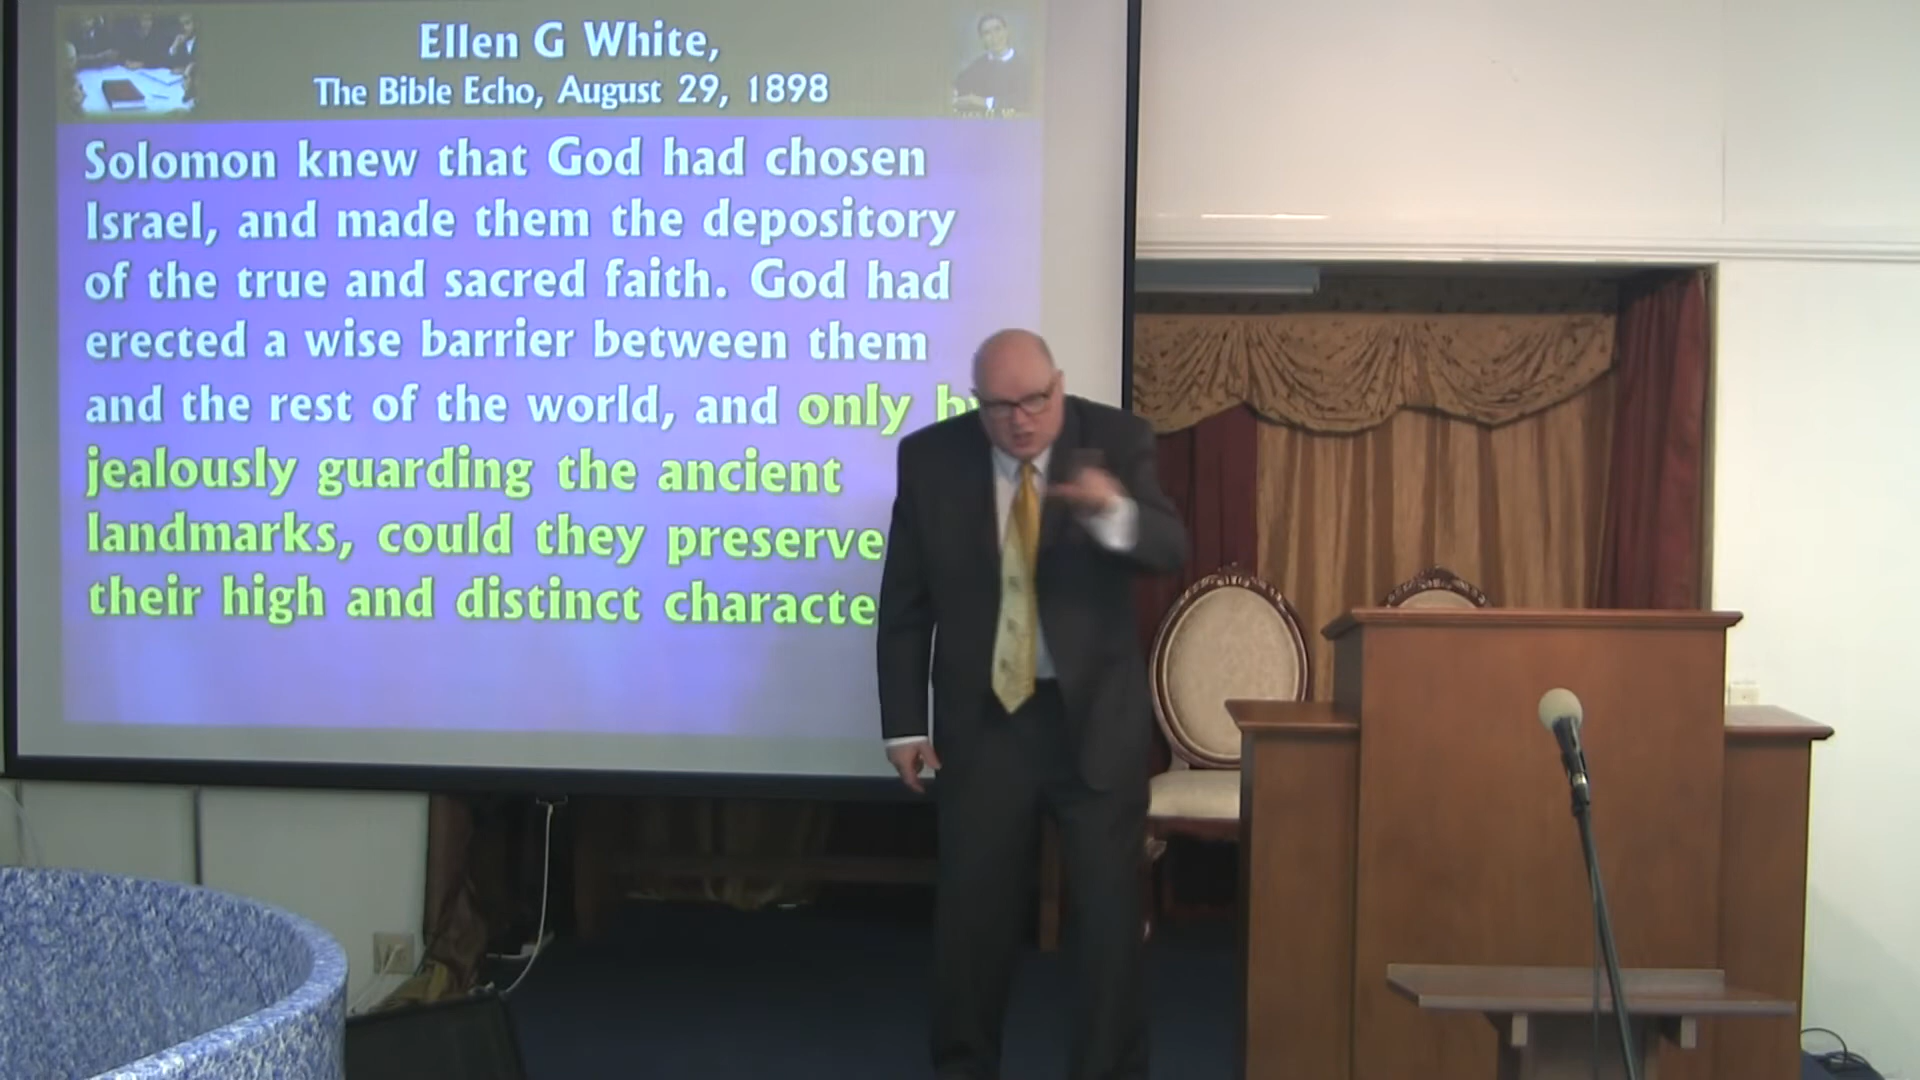 Ellen G White,
The Bible Echo, August 29, 1898
Solomon knew that God had chosen
Israel, and made them the depository
of the true and sacred faith. God had
erected a wise barrier between them
and the rest of the world, and only
jealously guarding the ancient
landmarks, could they preserve
their high and distinct characte